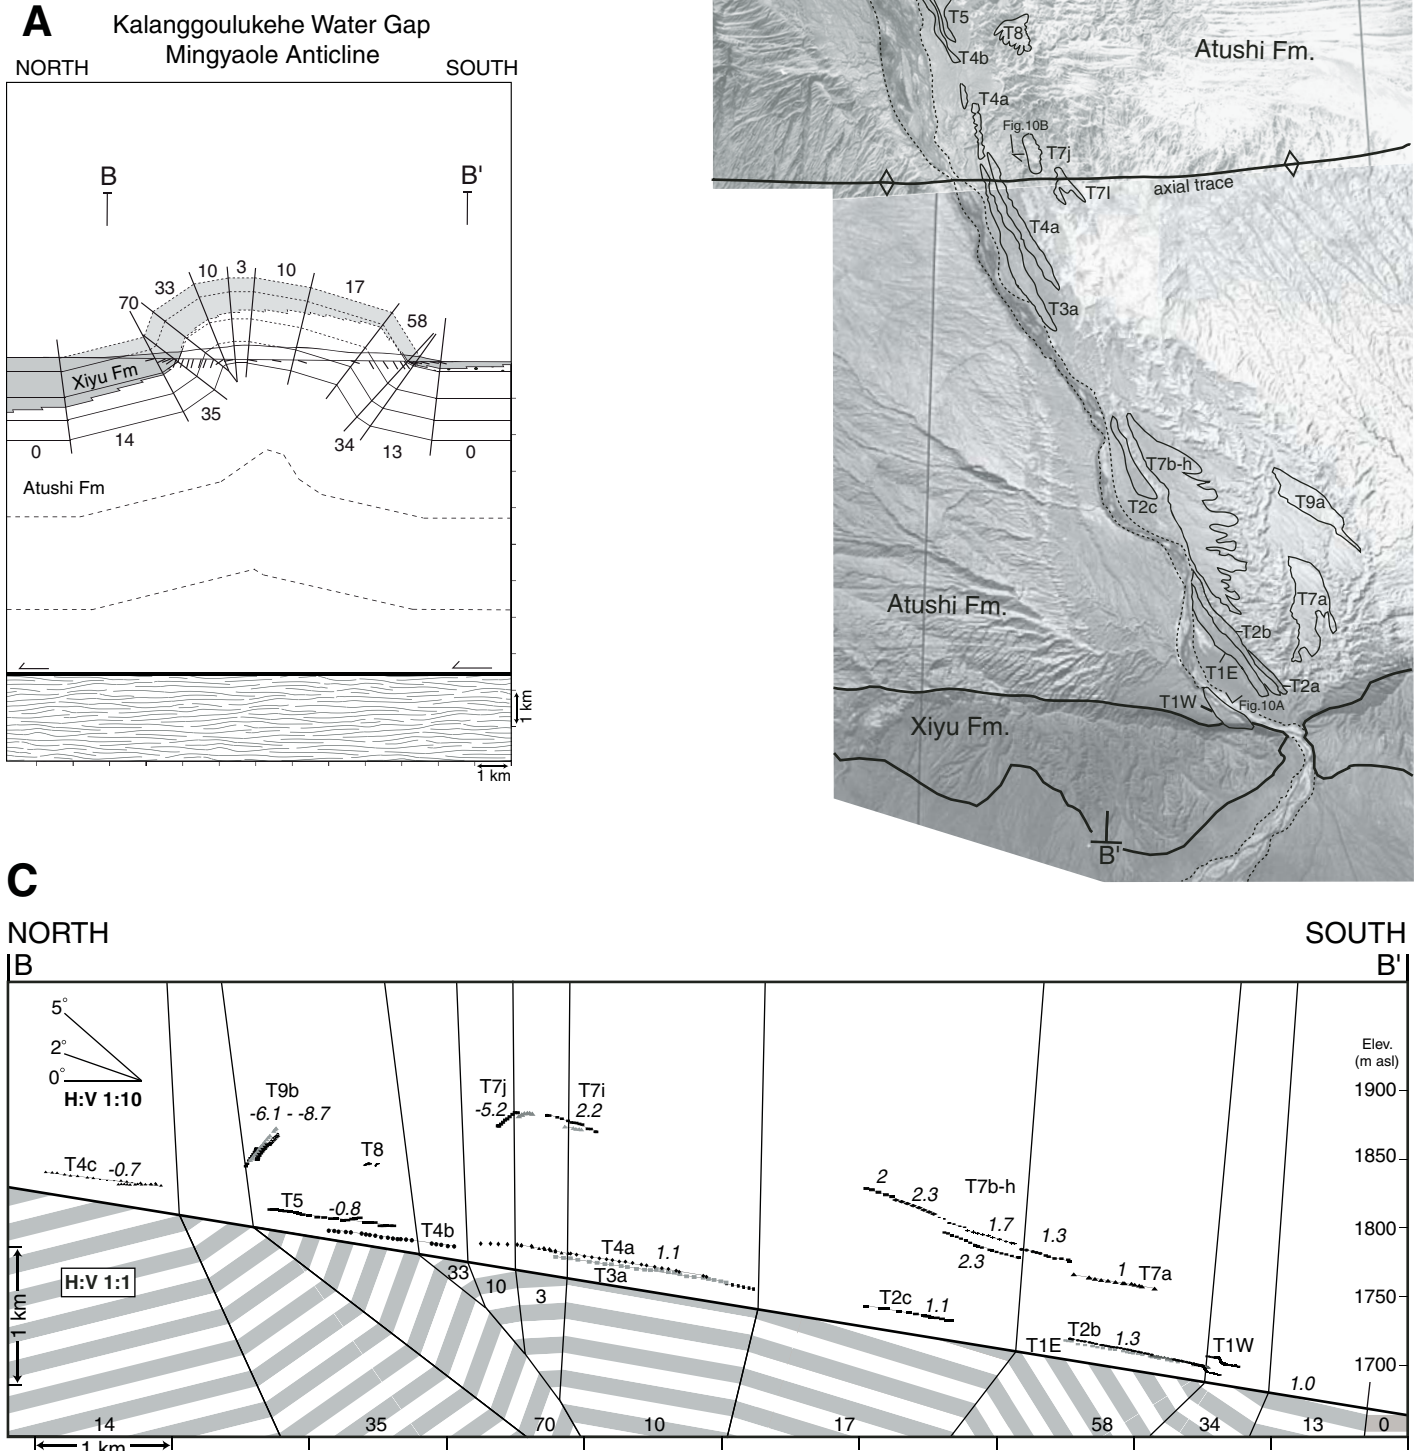 A
Kalanggoulukehe Water Gap
Mingyaole Anticline
NORTH
SOUTH
B
B'
33
10
3
10
17
70
58
Xiyu Fm
35
14
34
13
0
0
Atushi Fm
1 km
1 km
T5
T8
T4b
Atushi Fm.
T4a
Fig.10B
T7j
axial trace
T7I
T4a
T3a
T7b-h
T9a
T2c
Atushi Fm.
T7a
T2b
T1E
T2a
T1W
Fig.10A
Xiyu Fm.
B'
C
NORTH
SOUTH
B
B'
5°
2°
0°
H:V 1:10
Elev.
(m asl)
1900
1850
1800
1750
1700
T9b
-6.1 - -8.7
T7j
-5.2
T7i
2.2
T8
T4c -0.7
T5
-0.8
T4b
T4a
1.1
T3a
2
2.3
T7b-h
1.7
1.3
2.3
1
T7a
T2c
1.1
T2b
1.3
T1E
T1W
1.0
H:V 1:1
1 km
33
10
3
14
35
70
10
17
58
34
13
0
1 km